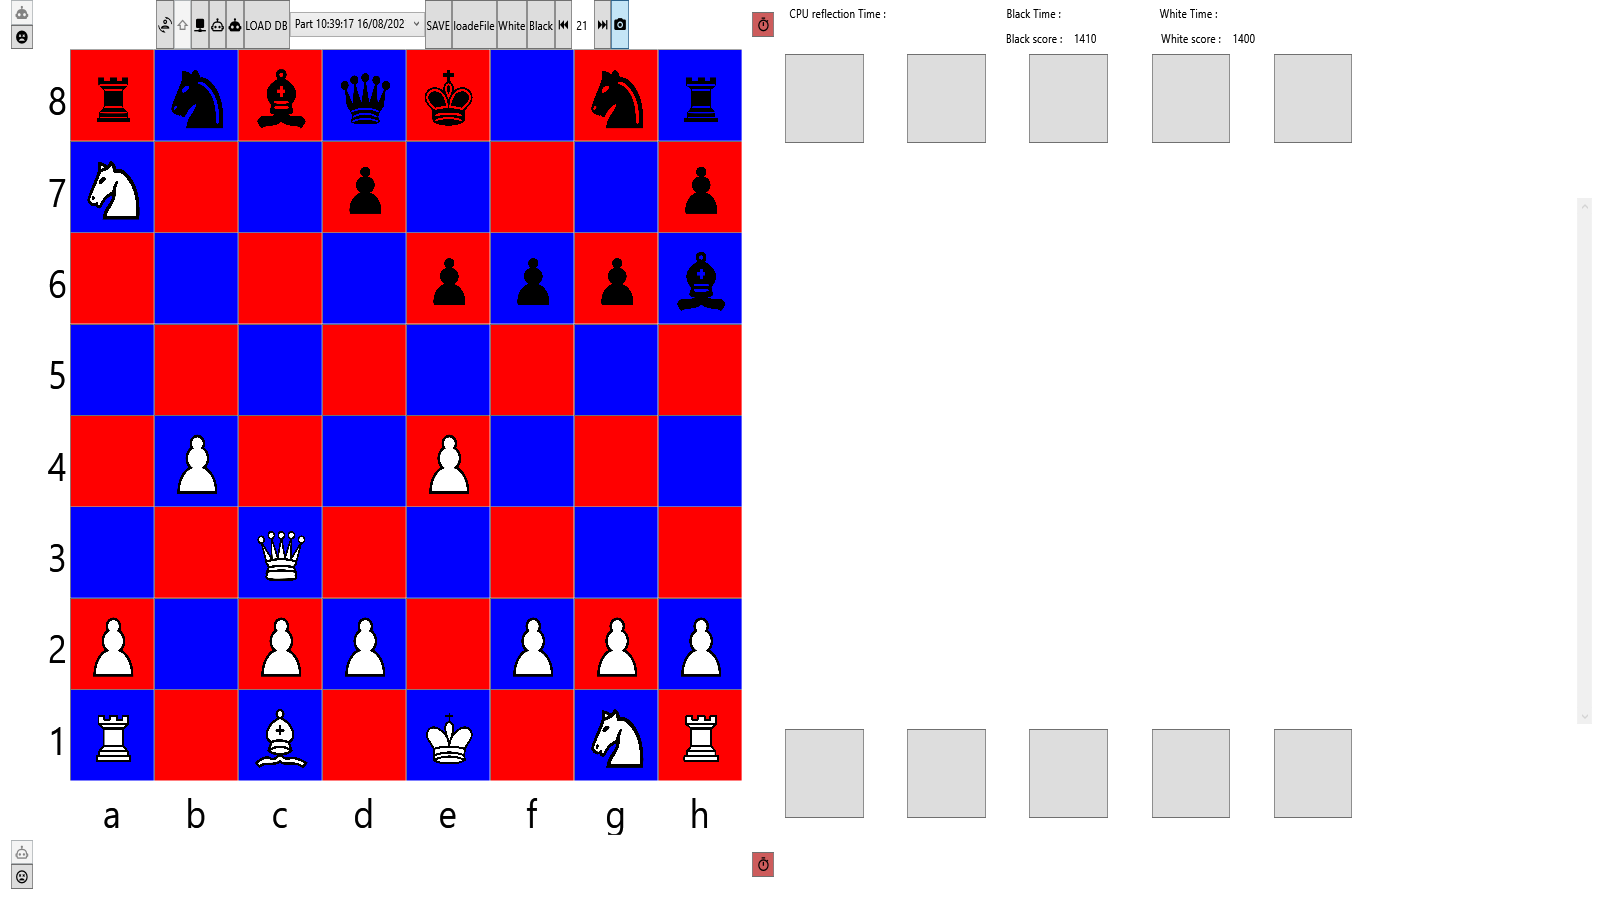 LOAD DB Part 10:39:17 16/08/202 SAVE loadeFile White Black 21
CPU reflection Time : Black Time : White Time :
Black score : 1410 White score : 1400
8
7
6
5
4
3
2
1
a b c d e f g h